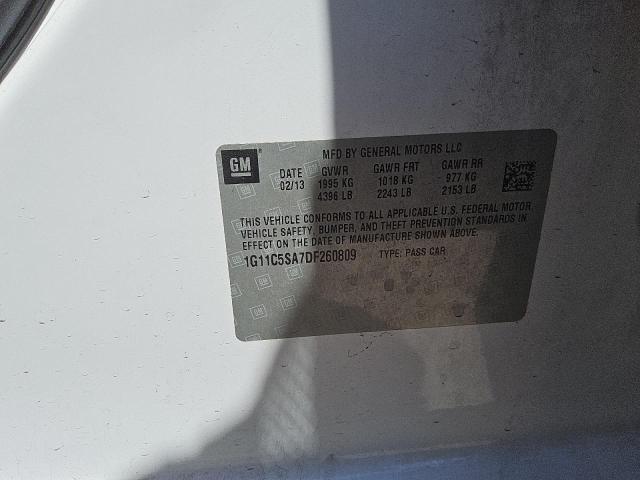 GM
MFD BY GENERAL MOTORS LLC
DATE GVWR GAWR FRT GAWR RR
02/13 1995 KG 1018 KG 977 KG
4396 LB 2243 LB 2153 LB
THIS VEHICLE CONFORMS TO ALL APPLICABLE U.S. FEDERAL MOTOR
VEHICLE SAFETY, BUMPER, AND THEFT PREVENTION STANDARDS IN
EFFECT ON THE DATE OF MANUFACTURE SHOWN ABOVE.
1G11C5SA7DF260809 TYPE: PASS CAR